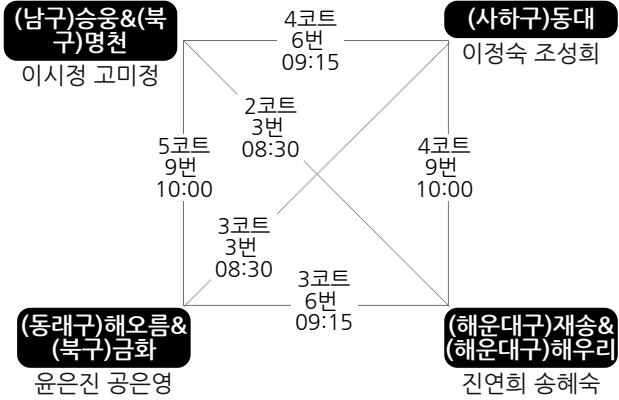 (남구)승웅&(북
구)명천
이시정 고미정
4코트
6번
09:15
(사하구)동대
이정숙 조성희
2코트
3번
08:30
5코트
9번
10:00
4코트
9번
10:00
3코트
3번
08:30
3코트
6번
09:15
(동래구)해오름&
(북구)금화
윤은진 공은영
(해운대구)재송&
(해운대구)해우리
진연희 송혜숙